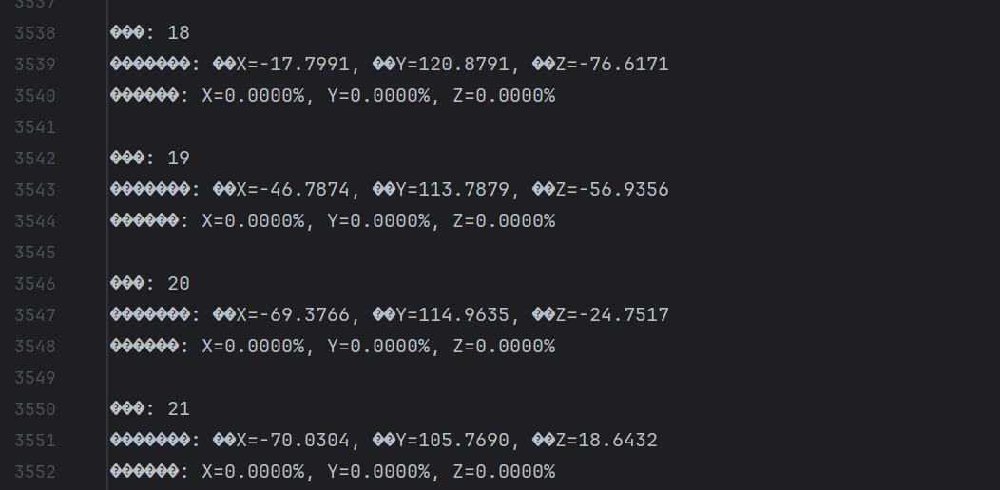 3537
3538 ���: 18
3539 �������: ��X=-17.7991, ��Y=120.8791, ��Z=-76.6171
3540 ������: X=0.0000%, Y=0.0000%, Z=0.0000%
3541
3542 ���: 19
3543 �������: ��X=-46.7874, ��Y=113.7879, ��Z=-56.9356
3544 ������: X=0.0000%, Y=0.0000%, Z=0.0000%
3545
3546 ���: 20
3547 �������: ��X=-69.3766, ��Y=114.9635, ��Z=-24.7517
3548 ������: X=0.0000%, Y=0.0000%, Z=0.0000%
3549
3550 ���: 21
3551 �������: ��X=-70.0304, ��Y=105.7690, ��Z=18.6432
3552 ������: X=0.0000%, Y=0.0000%, Z=0.0000%